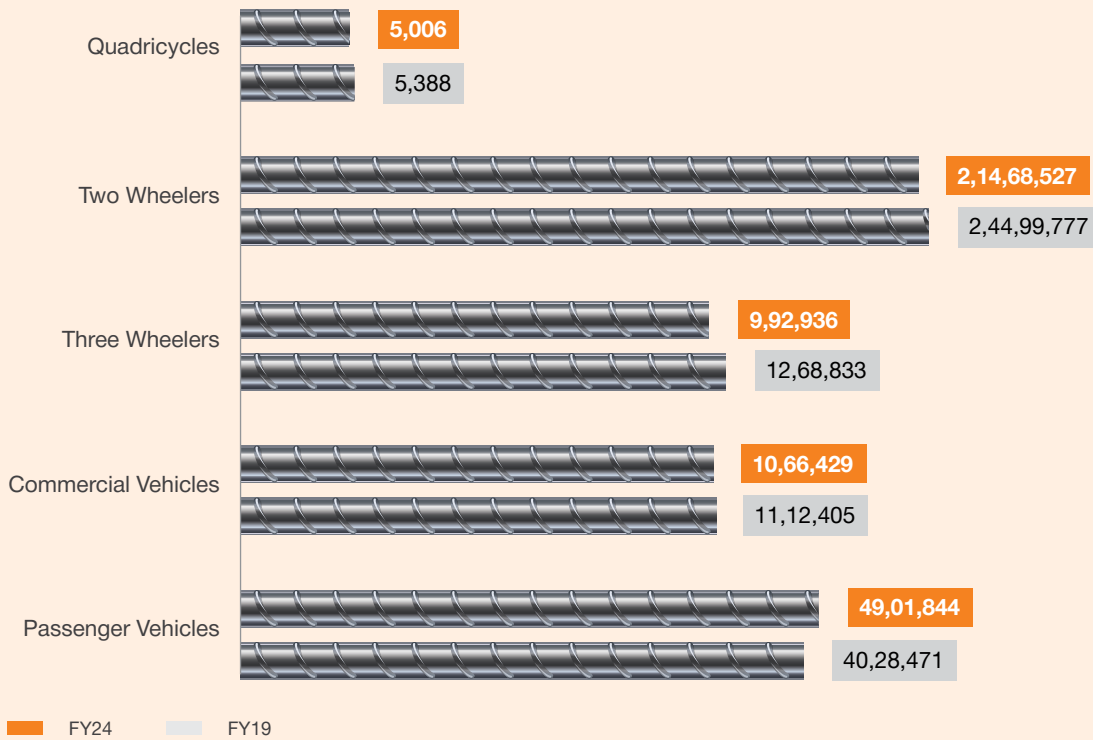 Quadricycles
5,006
5,388
Two Wheelers
2,14,68,527
2,44,99,777
Three Wheelers
9,92,936
12,68,833
Commercial Vehicles
10,66,429
11,12,405
Passenger Vehicles
49,01,844
40,28,471
FY24 FY19